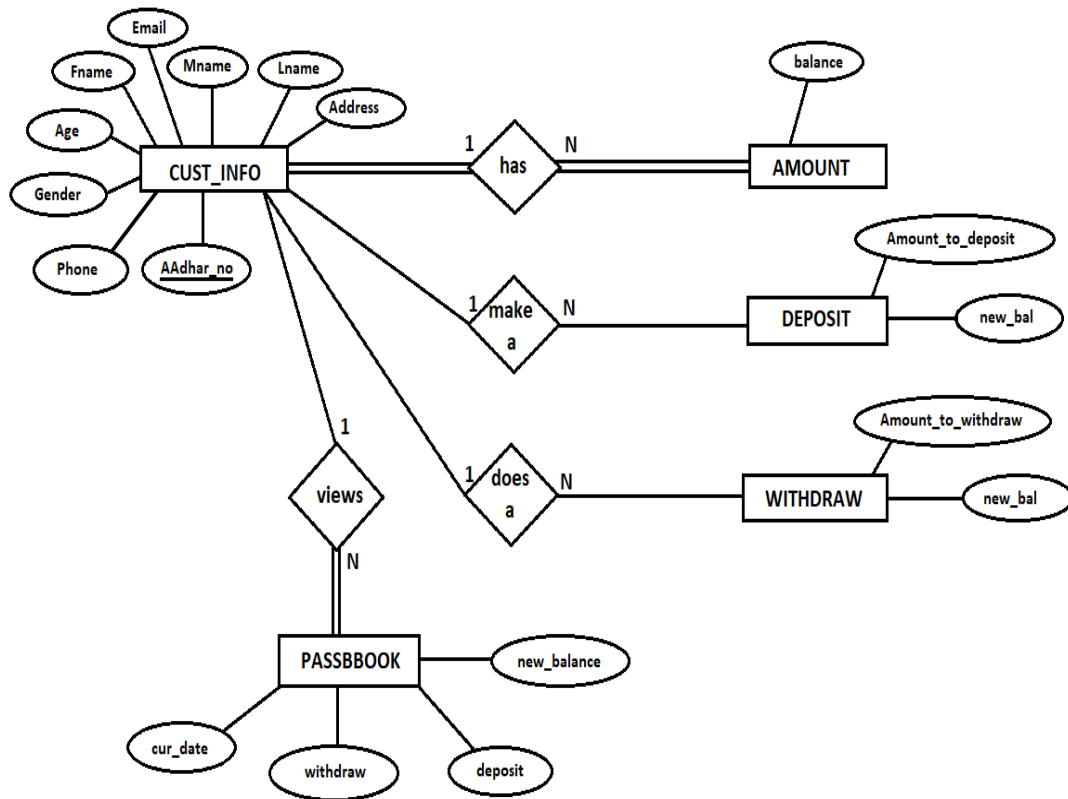 Email
Fname
Mname
Lname
Address
Age
Gender
Phone
AAdhar_no
CUST_INFO
1
has
N
AMOUNT
balance
1
make
a
N
DEPOSIT
Amount_to_deposit
new_bal
1
does
a
N
WITHDRAW
Amount_to_withdraw
new_bal
1
views
N
PASSBBOOK
new_balance
cur_date
withdraw
deposit